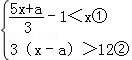 { (5x+a)/3 −1<x①
3（x−a）>12②